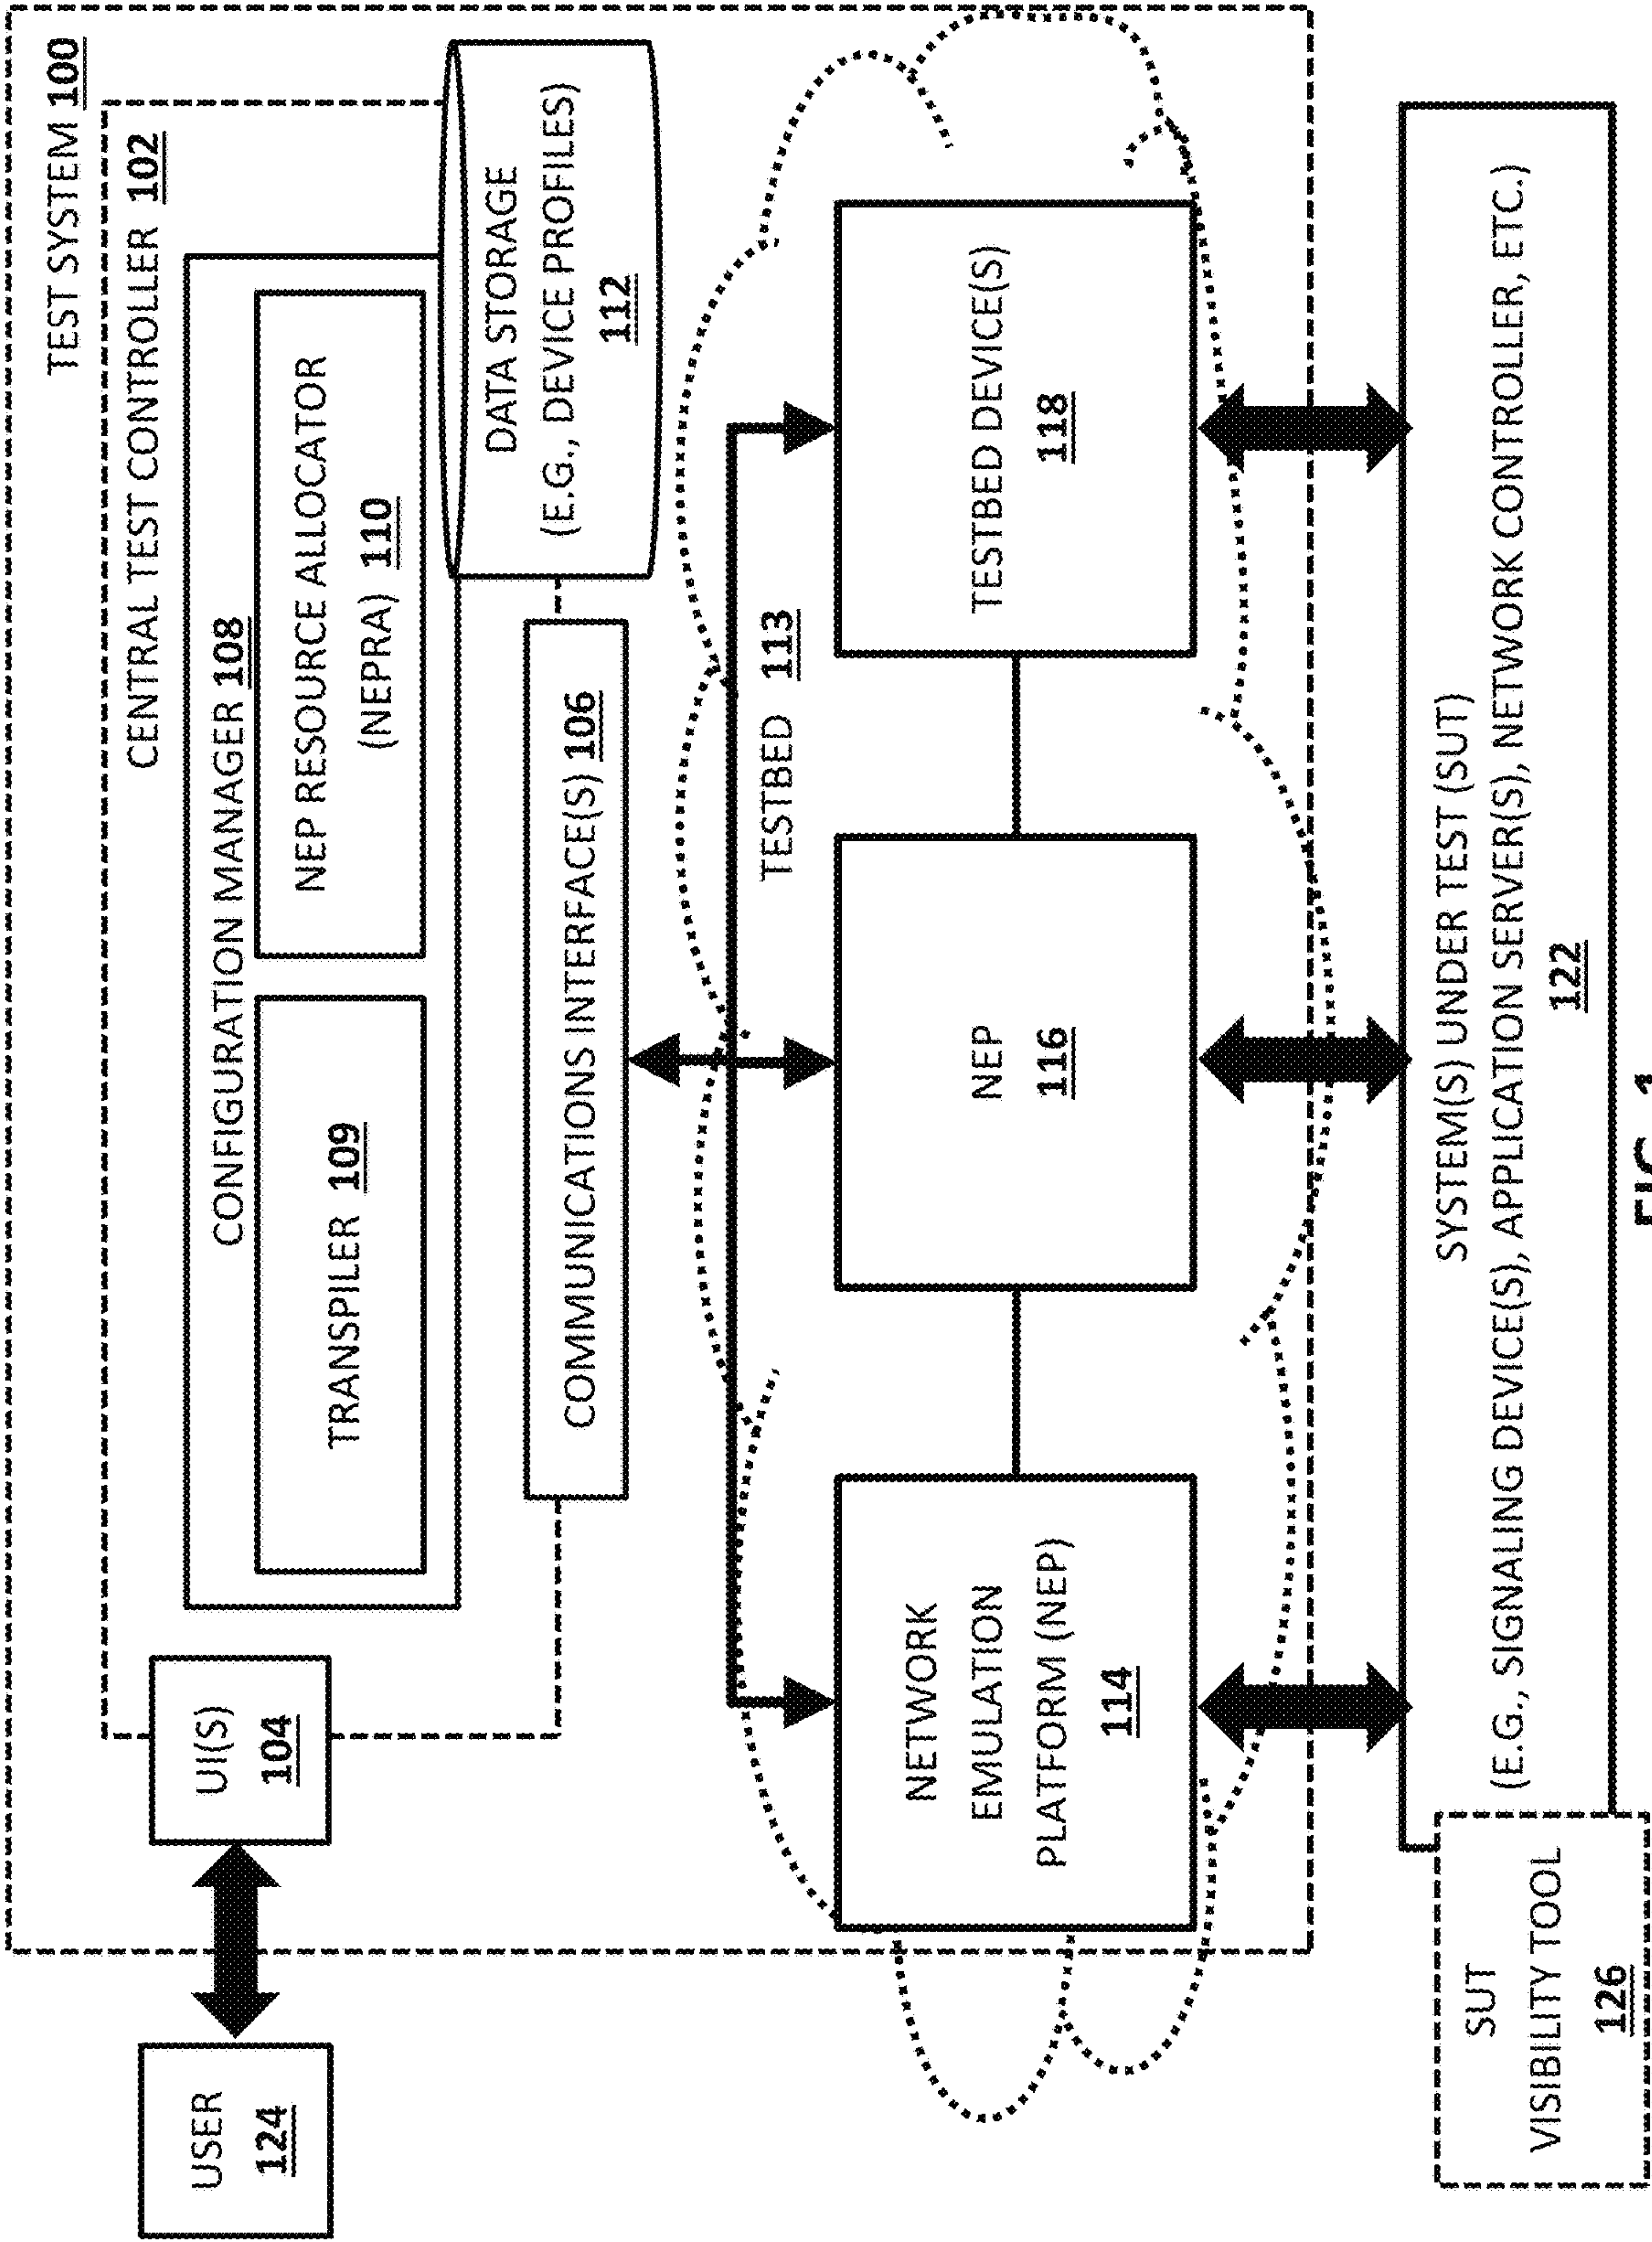 TEST SYSTEM 100
CENTRAL TEST CONTROLLER 102
USER
124
UI(S)
104
CONFIGURATION MANAGER 108
TRANSPILER 109
NEP RESOURCE ALLOCATOR
(NEPRA) 110
DATA STORAGE
(E.G., DEVICE PROFILES)
112
COMMUNICATIONS INTERFACE(S) 106
TESTBED 113
NETWORK
EMULATION
PLATFORM (NEP)
114
NEP
116
TESTBED DEVICE(S)
118
SYSTEM(S) UNDER TEST (SUT)
(E.G., SIGNALING DEVICE(S), APPLICATION SERVER(S), NETWORK CONTROLLER, ETC.)
122
SUT
VISIBILITY TOOL
126
FIG. 1